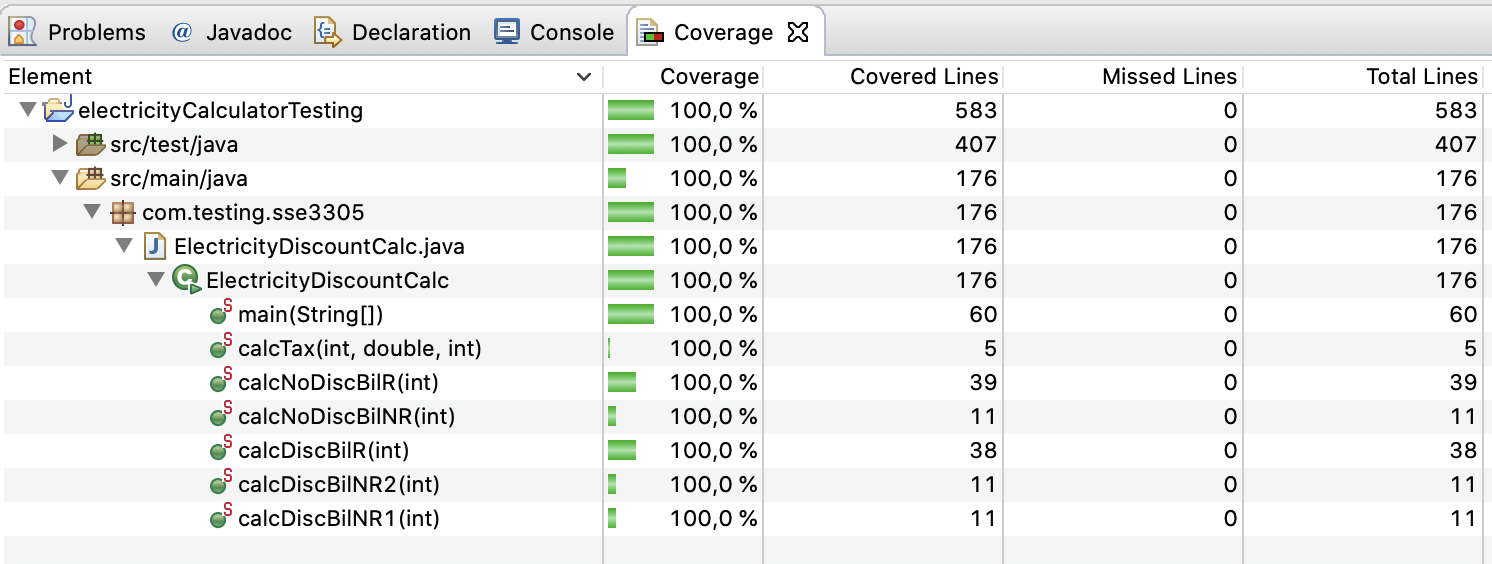 Problems @ Javadoc Declaration Console Coverage
Element Coverage Covered Lines Missed Lines Total Lines
electricityCalculatorTesting 100,0 % 583 0 583
src/test/java 100,0 % 407 0 407
src/main/java 100,0 % 176 0 176
com.testing.sse3305 100,0 % 176 0 176
ElectricityDiscountCalc.java 100,0 % 176 0 176
ElectricityDiscountCalc 100,0 % 176 0 176
main(String[]) 100,0 % 60 0 60
calcTax(int, double, int) 100,0 % 5 0 5
calcNoDiscBilR(int) 100,0 % 39 0 39
calcNoDiscBilNR(int) 100,0 % 11 0 11
calcDiscBilR(int) 100,0 % 38 0 38
calcDiscBilNR2(int) 100,0 % 11 0 11
calcDiscBilNR1(int) 100,0 % 11 0 11